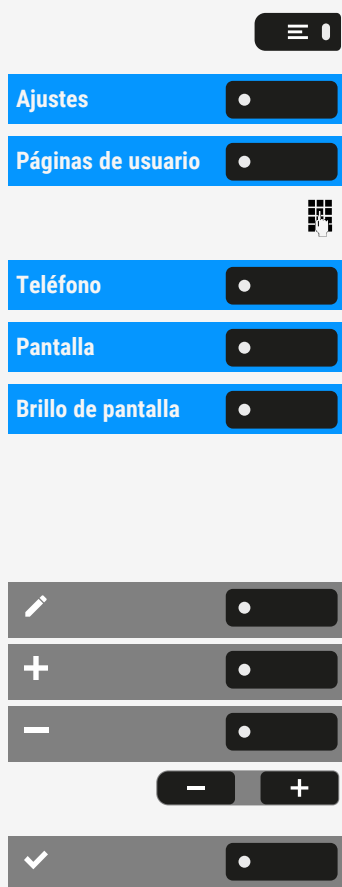 Ajustes
Páginas de usuario
Teléfono
Pantalla
Brillo de pantalla